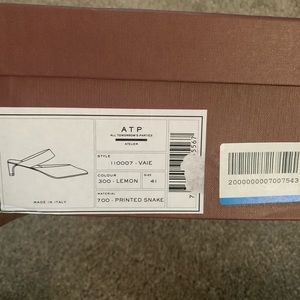 ATP
ALL TOMORROW'S PARTIES
ATELIER
STYLE
110007 - VAIE
COLOUR
300 - LEMON
SIZE
41
MATERIAL
700 - PRINTED SNAKE
MADE IN ITALY
2000000007007543